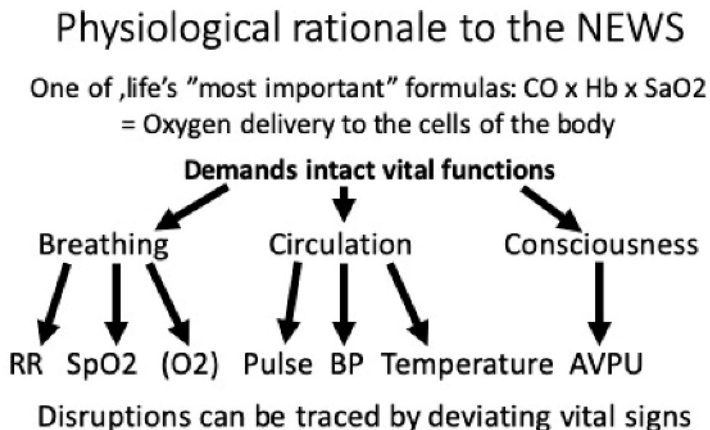 Physiological rationale to the NEWS
One of ,life's "most important" formulas: CO x Hb x SaO2
= Oxygen delivery to the cells of the body
Demands intact vital functions
Breathing Circulation Consciousness
RR SpO2 (O2) Pulse BP Temperature AVPU
Disruptions can be traced by deviating vital signs